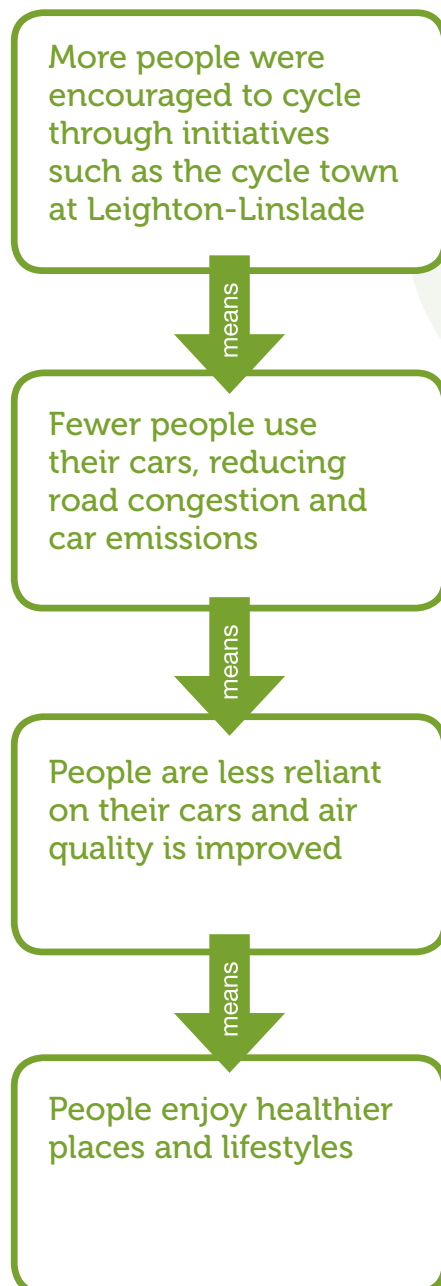 More people were
encouraged to cycle
through initiatives
such as the cycle town
at Leighton-Linslade
means
Fewer people use
their cars, reducing
road congestion and
car emissions
means
People are less reliant
on their cars and air
quality is improved
means
People enjoy healthier
places and lifestyles